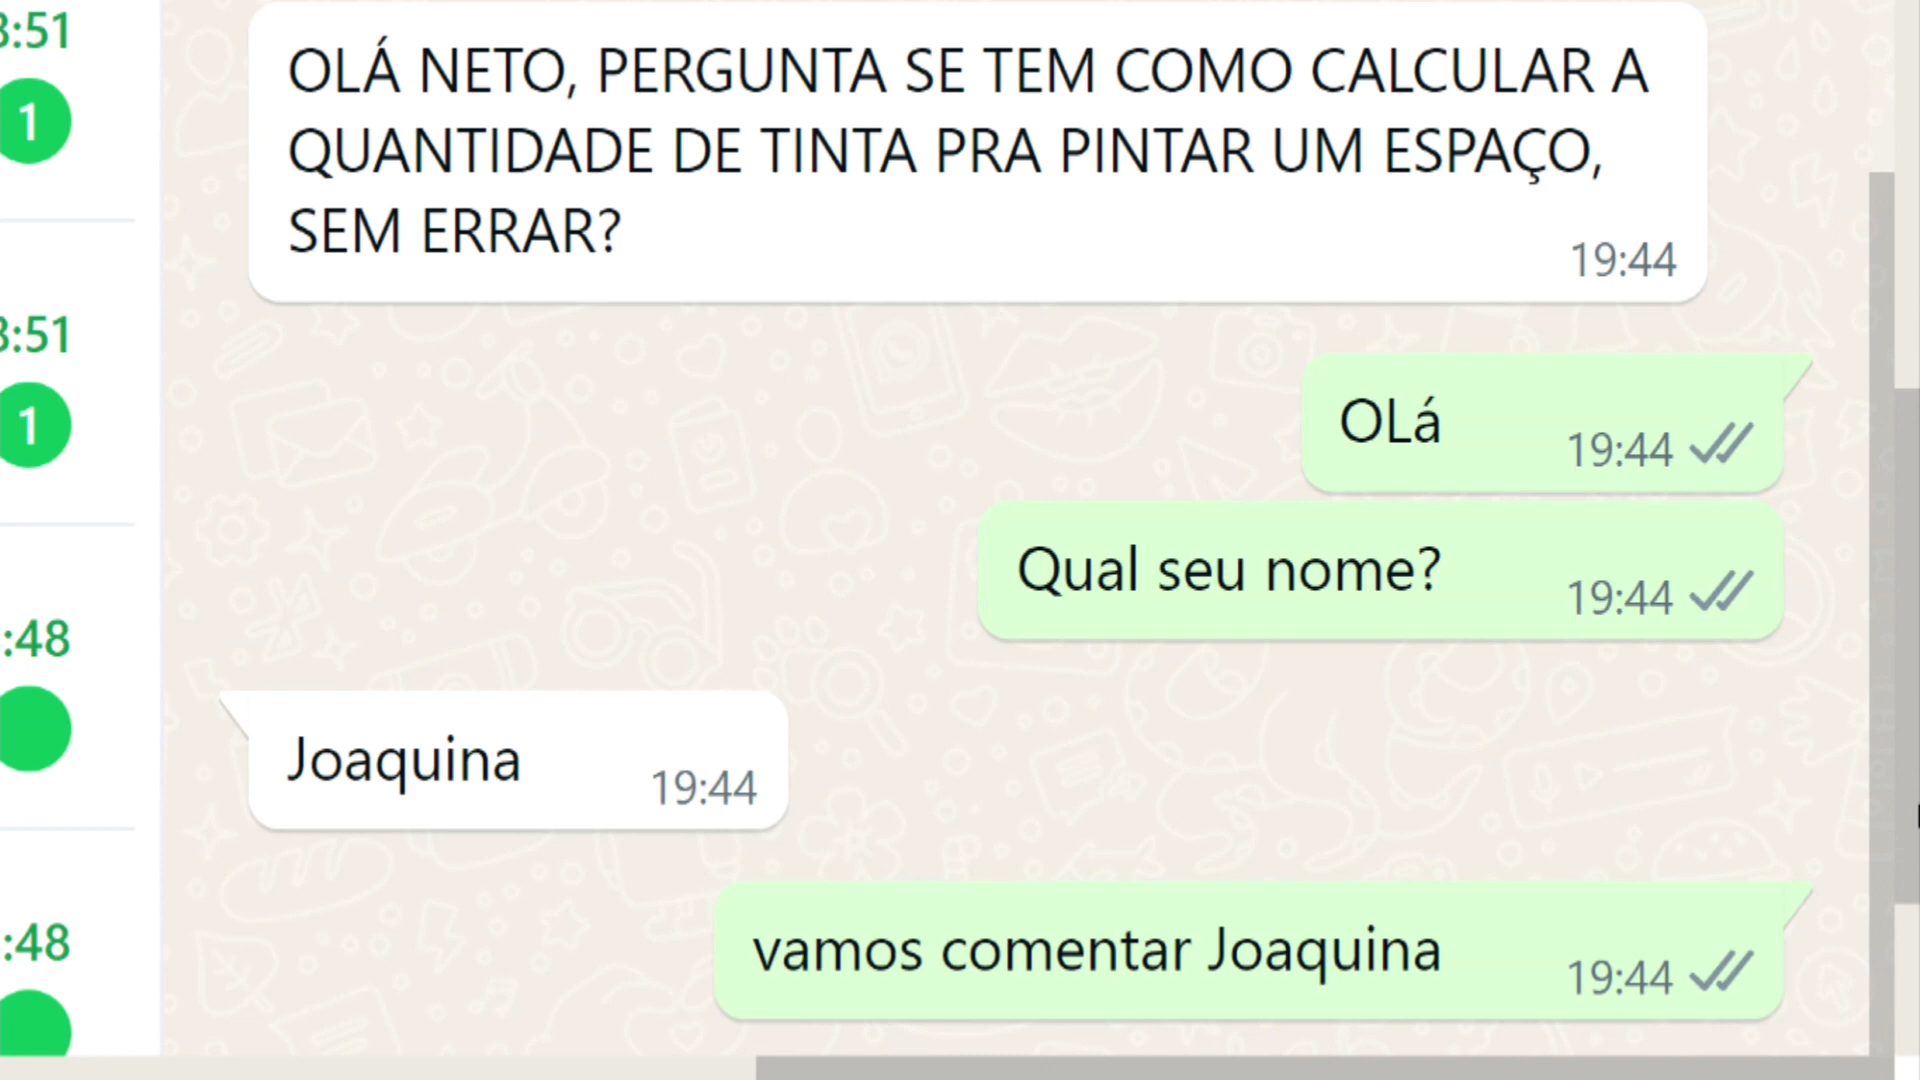 8:51
1
OLÁ NETO, PERGUNTA SE TEM COMO CALCULAR A
QUANTIDADE DE TINTA PRA PINTAR UM ESPAÇO,
SEM ERRAR?
19:44
8:51
1
OLá
19:44
Qual seu nome?
19:44
:48
Joaquina
19:44
:48
vamos comentar Joaquina
19:44